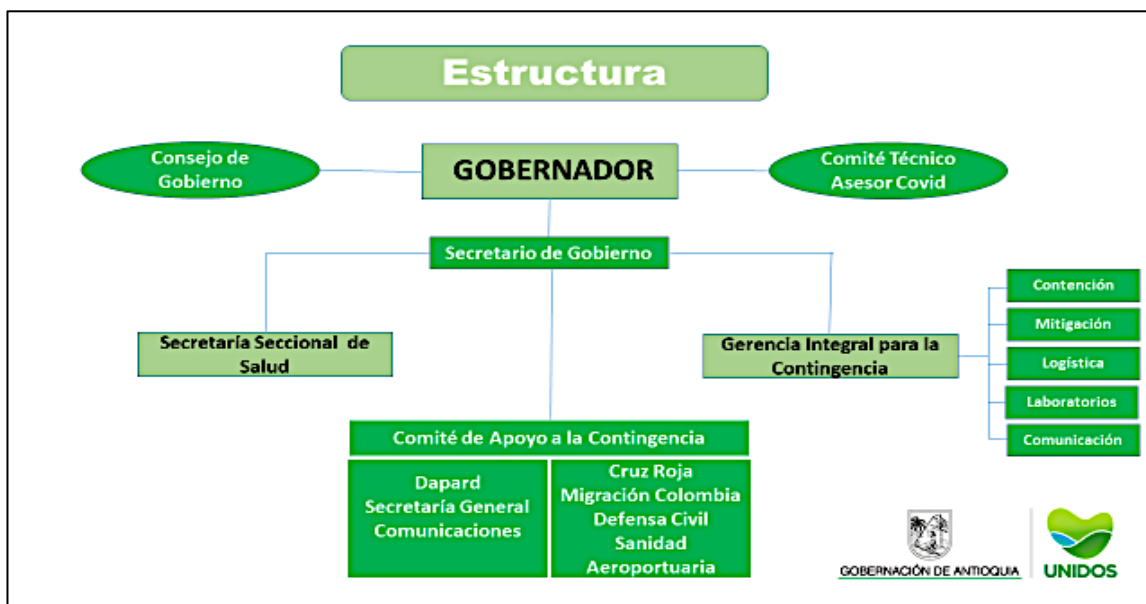 Estructura
Consejo de
Gobierno
GOBERNADOR
Comité Técnico
Asesor Covid
Secretario de Gobierno
Secretaría Seccional de
Salud
Gerencia Integral para la
Contingencia
Contención
Mitigación
Logística
Laboratorios
Comunicación
Comité de Apoyo a la Contingencia
Dapard
Secretaría General
Comunicaciones
Cruz Roja
Migración Colombia
Defensa Civil
Sanidad
Aeroportuaria
GOBERNACIÓN DE ANTIOQUIA
UNIDOS